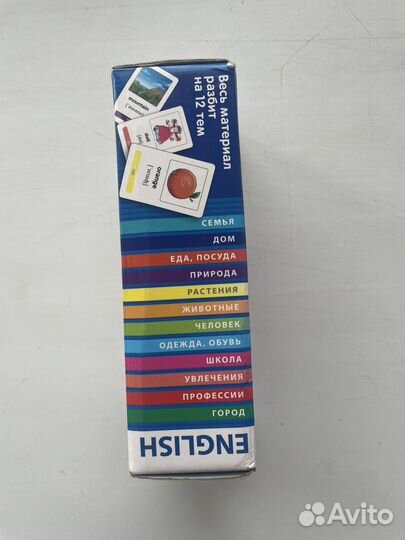 Весь материал
разбит
на 12 тем
mountain
doll
orange
СЕМЬЯ
ДОМ
ЕДА, ПОСУДА
ПРИРОДА
РАСТЕНИЯ
ЖИВОТНЫЕ
ЧЕЛОВЕК
ОДЕЖДА, ОБУВЬ
ШКОЛА
УВЛЕЧЕНИЯ
ПРОФЕССИИ
ГОРОД
ENGLISH
Avito